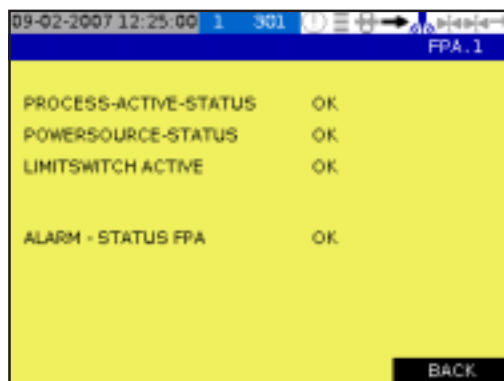 09-02-2007 12:25:00 1 301
FPA.1
PROCESS-ACTIVE-STATUS OK
POWERSOURCE-STATUS OK
LIMITSWITCH ACTIVE OK
ALARM - STATUS FPA OK
BACK